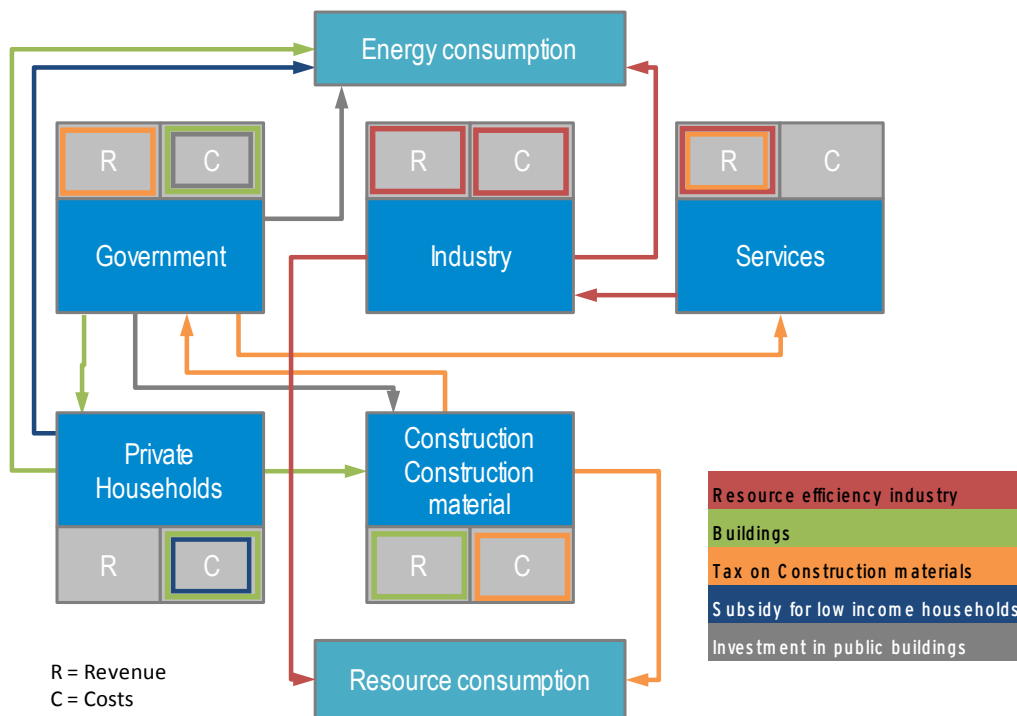 Energy consumption
R
C
R
C
R
C
Government
Industry
Services
Private
Households
Construction
Construction
material
R
C
R
C
Resource efficiency industry
Buildings
Tax on Construction materials
Subsidy for low income households
Investment in public buildings
Resource consumption
R = Revenue
C = Costs